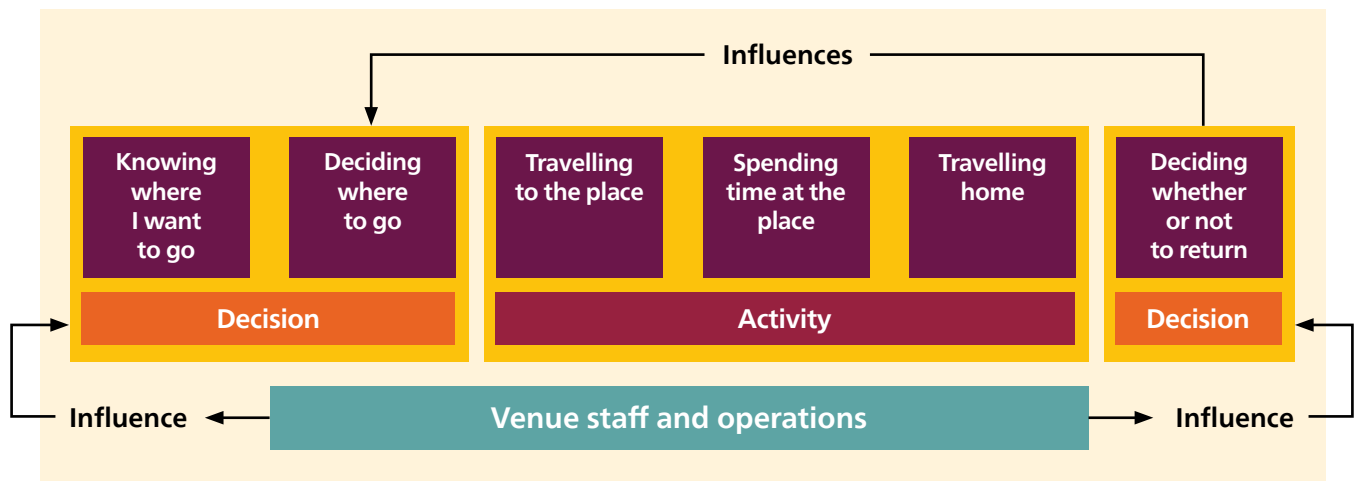 Influences
Knowing
where
I want
to go
Deciding
where
to go
Travelling
to the place
Spending
time at the
place
Travelling
home
Deciding
whether
or not
to return
Decision
Activity
Decision
Influence
Venue staff and operations
Influence